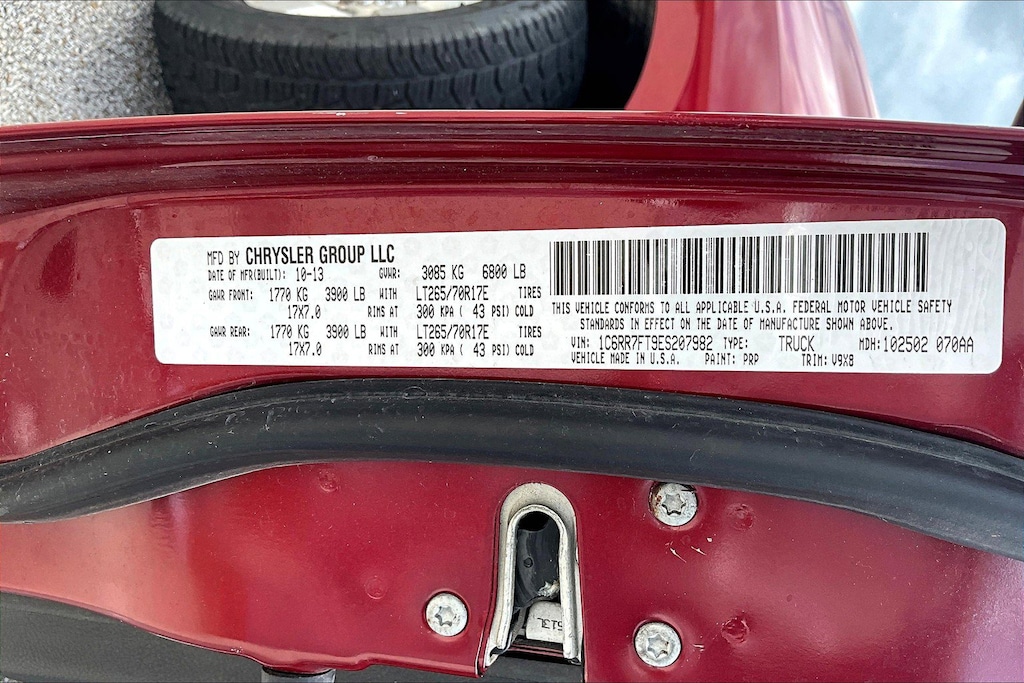 MFD BY CHRYSLER GROUP LLC
DATE OF MFR(BUILT): 10-13 GVWR: 3085 KG 6800 LB
GAWR FRONT: 1770 KG 3900 LB WITH LT265/70R17E TIRES
17X7.0 RIMS AT 300 KPA ( 43 PSI) COLD
GAWR REAR: 1770 KG 3900 LB WITH LT265/70R17E TIRES
17X7.0 RIMS AT 300 KPA ( 43 PSI) COLD
THIS VEHICLE CONFORMS TO ALL APPLICABLE U.S.A. FEDERAL MOTOR VEHICLE SAFETY
STANDARDS IN EFFECT ON THE DATE OF MANUFACTURE SHOWN ABOVE.
VIN: 1C6RR7FT9ES207982 TYPE: TRUCK MDH: 102502 070AA
VEHICLE MADE IN U.S.A. PAINT: PRP TRIM: V9X8